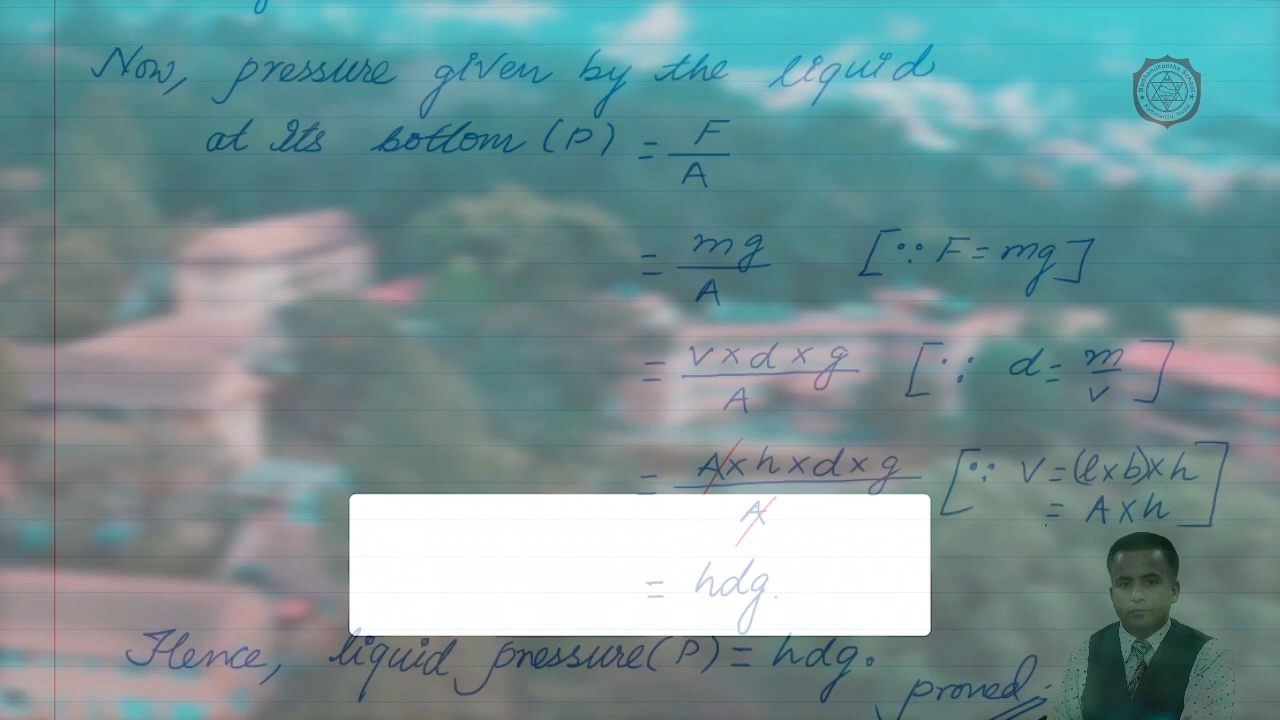 Now, pressure given by the liquid
at its bottom (P) = F/A
= mg/A [∵ F = mg]
= v × d × g/A [∵ d = m/v]
= A × h × d × g/A [∵ V = (l × b) × h
= A × h]
= hdg.
Hence, liquid pressure (P) = hdg.
proved.